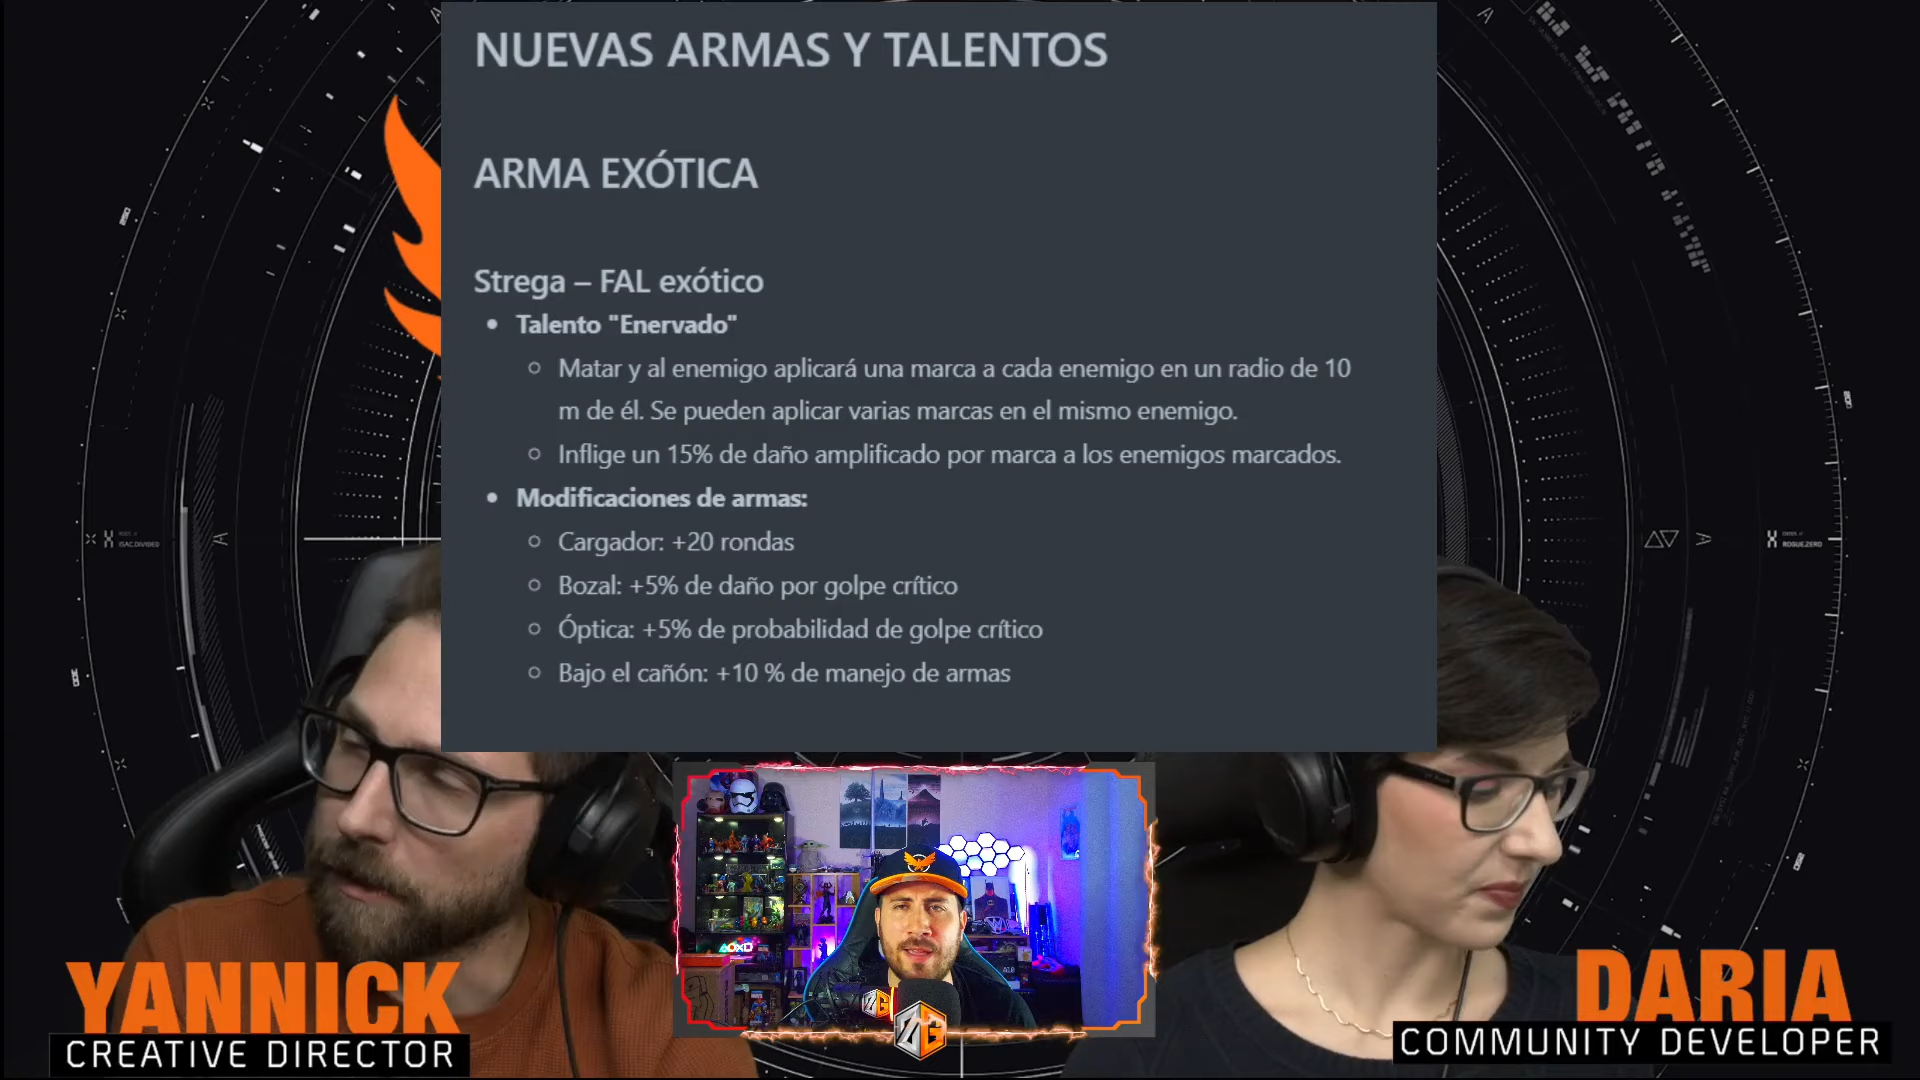 NUEVAS ARMAS Y TALENTOS
ARMA EXÓTICA
Strega – FAL exótico
• Talento "Enervado"
○ Matar y al enemigo aplicará una marca a cada enemigo en un radio de 10
m de él. Se pueden aplicar varias marcas en el mismo enemigo.
○ Inflige un 15% de daño amplificado por marca a los enemigos marcados.
• Modificaciones de armas:
○ Cargador: +20 rondas
○ Bozal: +5% de daño por golpe crítico
○ Óptica: +5% de probabilidad de golpe crítico
○ Bajo el cañón: +10 % de manejo de armas
ISAC.DIVIDED
ROGUE.ZERO
YANNICK
CREATIVE DIRECTOR
DARIA
COMMUNITY DEVELOPER